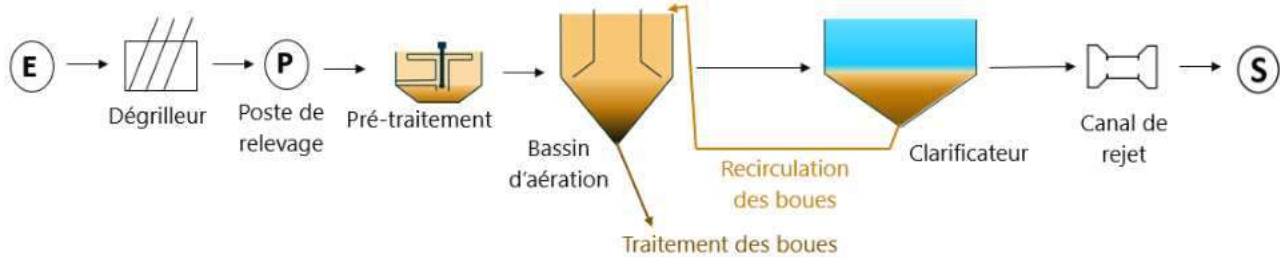 E
Dégrilleur
P
Poste de
relevage
Pré-traitement
Bassin
d'aération
Traitement des boues
Recirculation
des boues
Clarificateur
Canal de
rejet
S